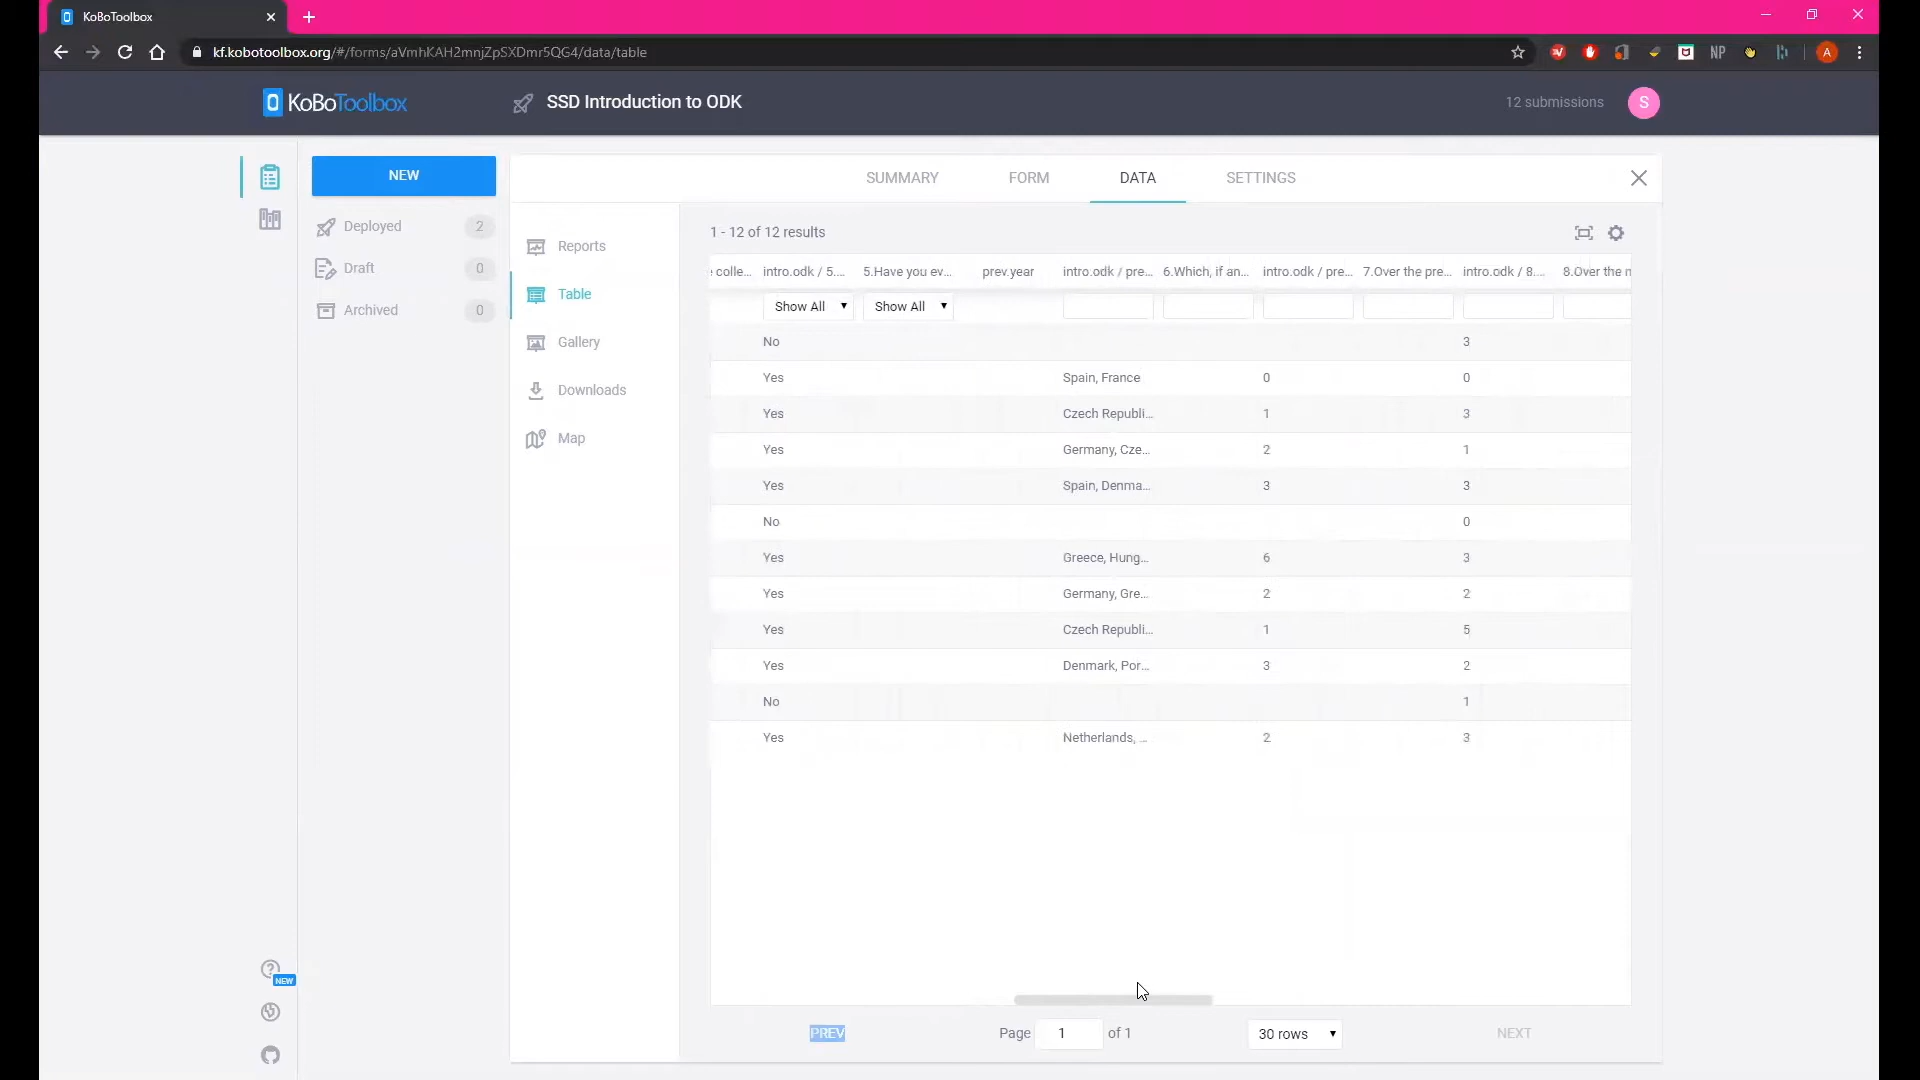 KoBoToolbox
kf.kobotoolbox.org/#/forms/aVmhKAH2mnjZpSXDmr5QG4/data/table
NP
A
KoBoToolbox
SSD Introduction to ODK
12 submissions
S
NEW
SUMMARY FORM DATA SETTINGS
Deployed 2
Draft 0
Archived 0
Reports
Table
Gallery
Downloads
Map
1 - 12 of 12 results
colle... intro.odk / 5.... 5.Have you ev... prev.year intro.odk / pre... 6.Which, if an... intro.odk / pre... 7.Over the pre... intro.odk / 8.... 8.Over the
Show All Show All
No 3
Yes Spain, France 0 0
Yes Czech Republi... 1 3
Yes Germany, Cze... 2 1
Yes Spain, Denma... 3 3
No 0
Yes Greece, Hung... 6 3
Yes Germany, Gre... 2 2
Yes Czech Republi... 1 5
Yes Denmark, Por... 3 2
No 1
Yes Netherlands, ... 2 3
NEW
PREV Page 1 of 1 30 rows NEXT